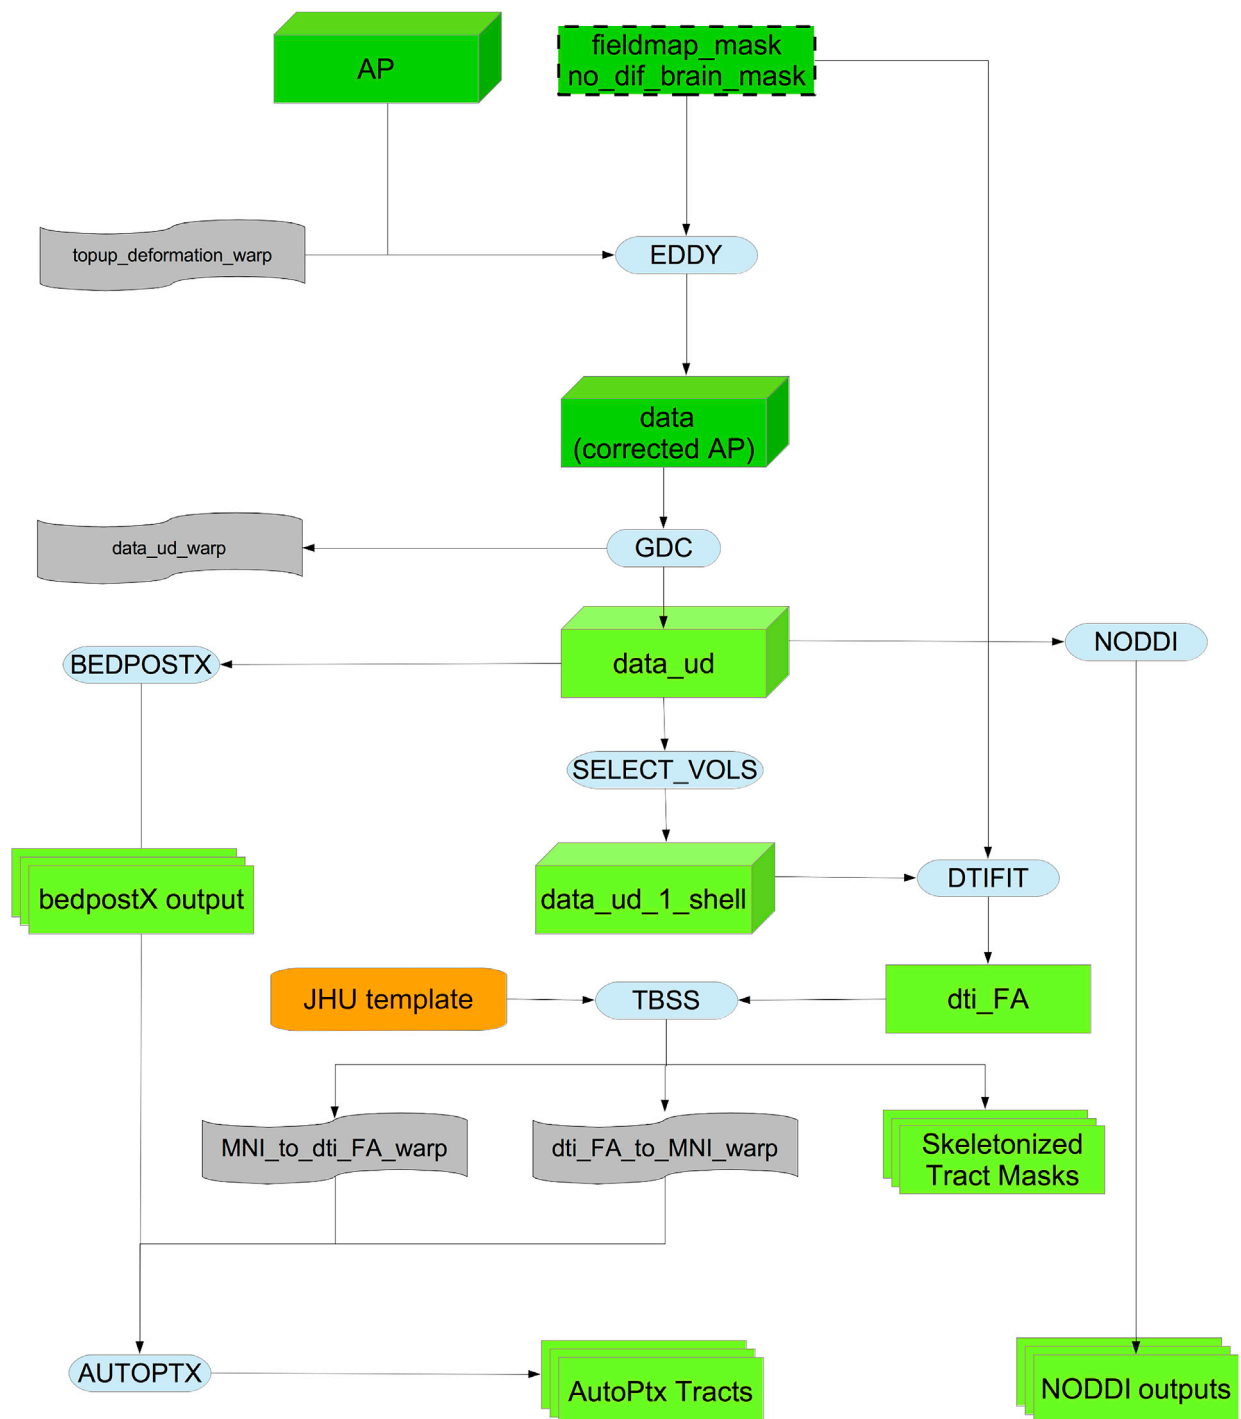 AP
fieldmap_mask
no_dif_brain_mask
topup_deformation_warp
EDDY
data
(corrected AP)
data_ud_warp
GDC
BEDPOSTX
data_ud
NODDI
SELECT_VOLS
bedpostX output
data_ud_1_shell
DTIFIT
JHU template
TBSS
dti_FA
MNI_to_dti_FA_warp
dti_FA_to_MNI_warp
Skeletonized
Tract Masks
AUTOPTX
AutoPtx Tracts
NODDI outputs